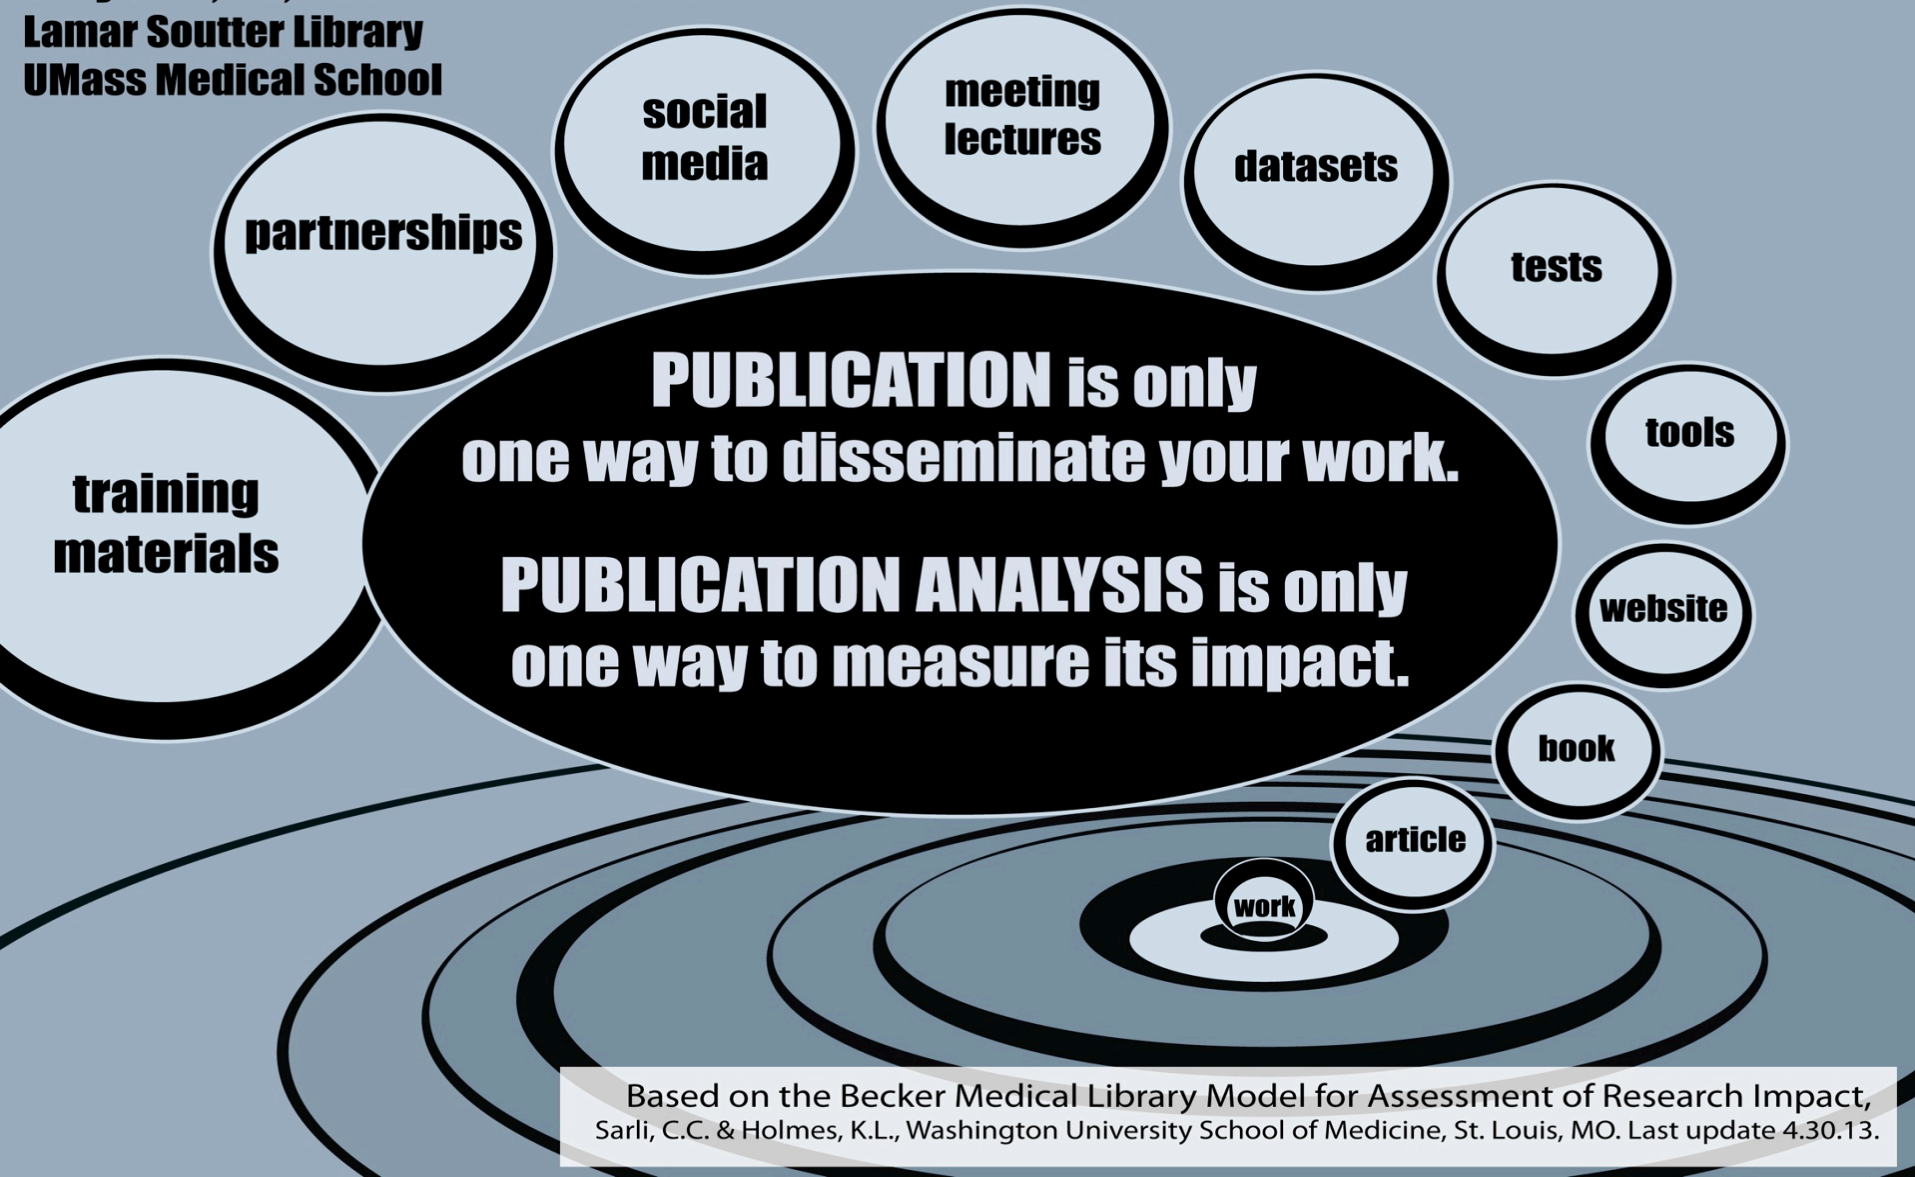 Lamar Soutter Library
UMass Medical School
social
media
meeting
lectures
datasets
partnerships
tests
tools
training
materials
PUBLICATION is only
one way to disseminate your work.
PUBLICATION ANALYSIS is only
one way to measure its impact.
website
book
article
work
Based on the Becker Medical Library Model for Assessment of Research Impact,
Sarli, C.C. & Holmes, K.L., Washington University School of Medicine, St. Louis, MO. Last update 4.30.13.